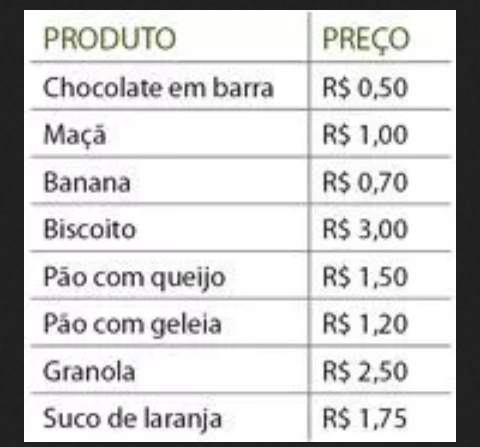 PRODUTO PREÇO
Chocolate em barra R$ 0,50
Maçã R$ 1,00
Banana R$ 0,70
Biscoito R$ 3,00
Pão com queijo R$ 1,50
Pão com geleia R$ 1,20
Granola R$ 2,50
Suco de laranja R$ 1,75